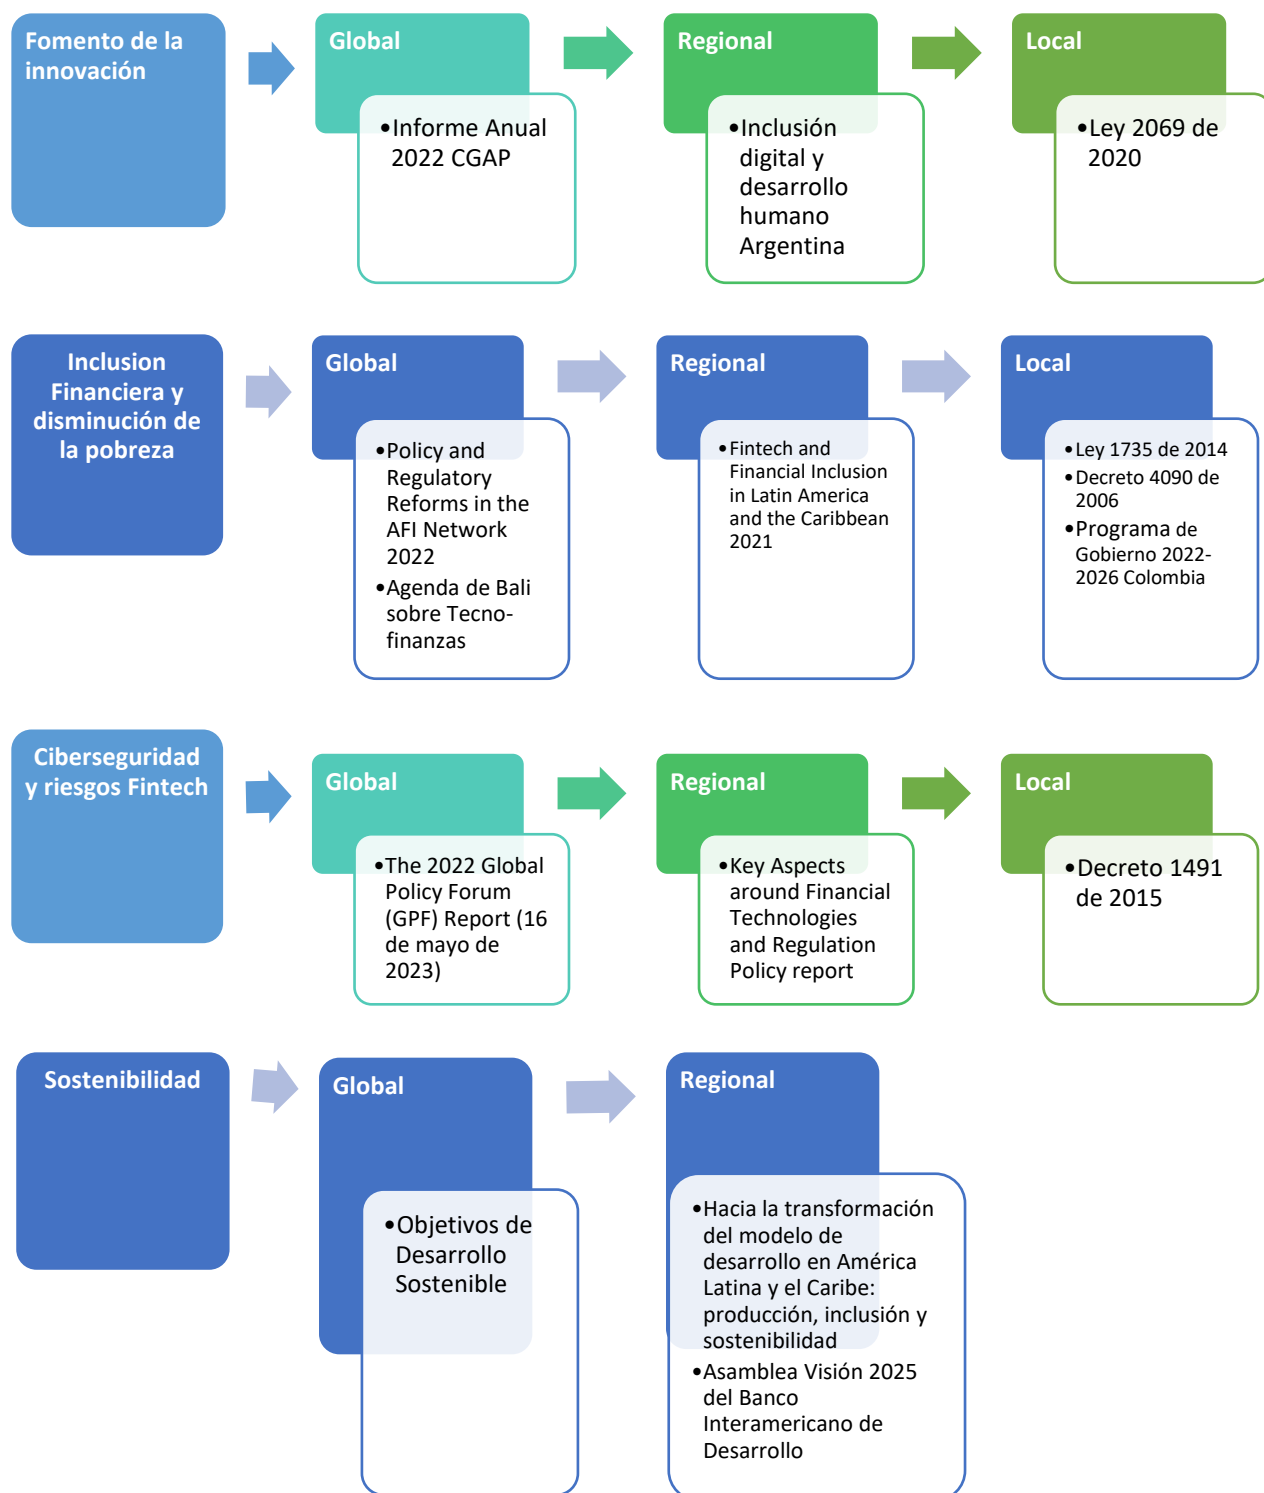 Fomento de la
innovación
Global
•Informe Anual
2022 CGAP
Regional
•Inclusión
digital y
desarrollo
humano
Argentina
Local
•Ley 2069 de
2020
Inclusion
Financiera y
disminución de
la pobreza
Global
•Policy and
Regulatory
Reforms in the
AFI Network
2022
•Agenda de Bali
sobre Tecno-
finanzas
Regional
•Fintech and
Financial Inclusion
in Latin America
and the Caribbean
2021
Local
•Ley 1735 de 2014
•Decreto 4090 de
2006
•Programa de
Gobierno 2022-
2026 Colombia
Ciberseguridad
y riesgos Fintech
Global
•The 2022 Global
Policy Forum
(GPF) Report (16
de mayo de
2023)
Regional
•Key Aspects
around Financial
Technologies
and Regulation
Policy report
Local
•Decreto 1491
de 2015
Sostenibilidad
Global
•Objetivos de
Desarrollo
Sostenible
Regional
•Hacia la transformación
del modelo de
desarrollo en América
Latina y el Caribe:
producción, inclusión y
sostenibilidad
•Asamblea Visión 2025
del Banco
Interamericano de
Desarrollo